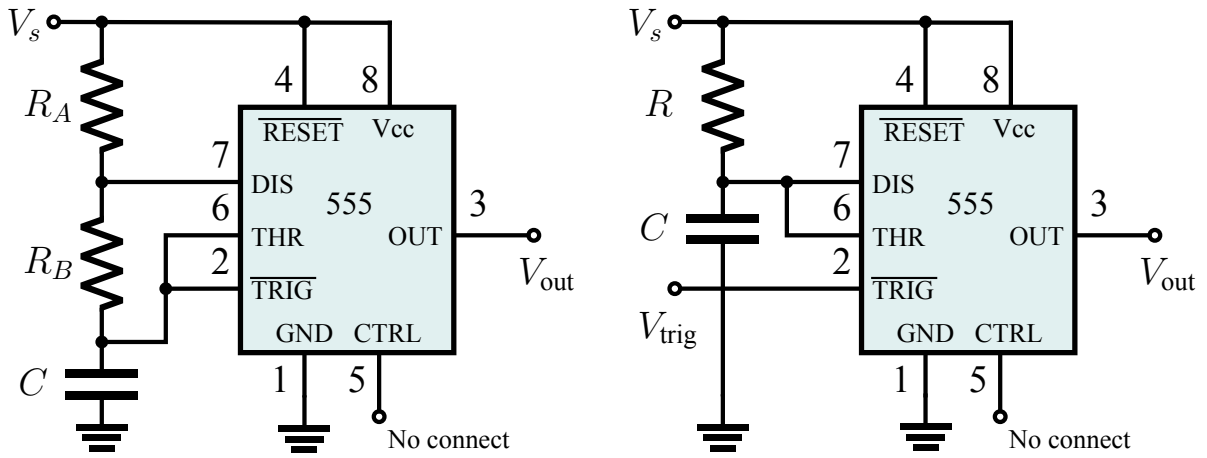 Vs
4
8
RA
RESET
Vcc
7
DIS
6
555
3
THR
OUT
RB
2
TRIG
Vout
GND
CTRL
C
1
5
No connect
Vs
4
8
R
RESET
Vcc
7
DIS
6
555
3
C
THR
OUT
2
TRIG
Vout
Vtrig
GND
CTRL
1
5
No connect